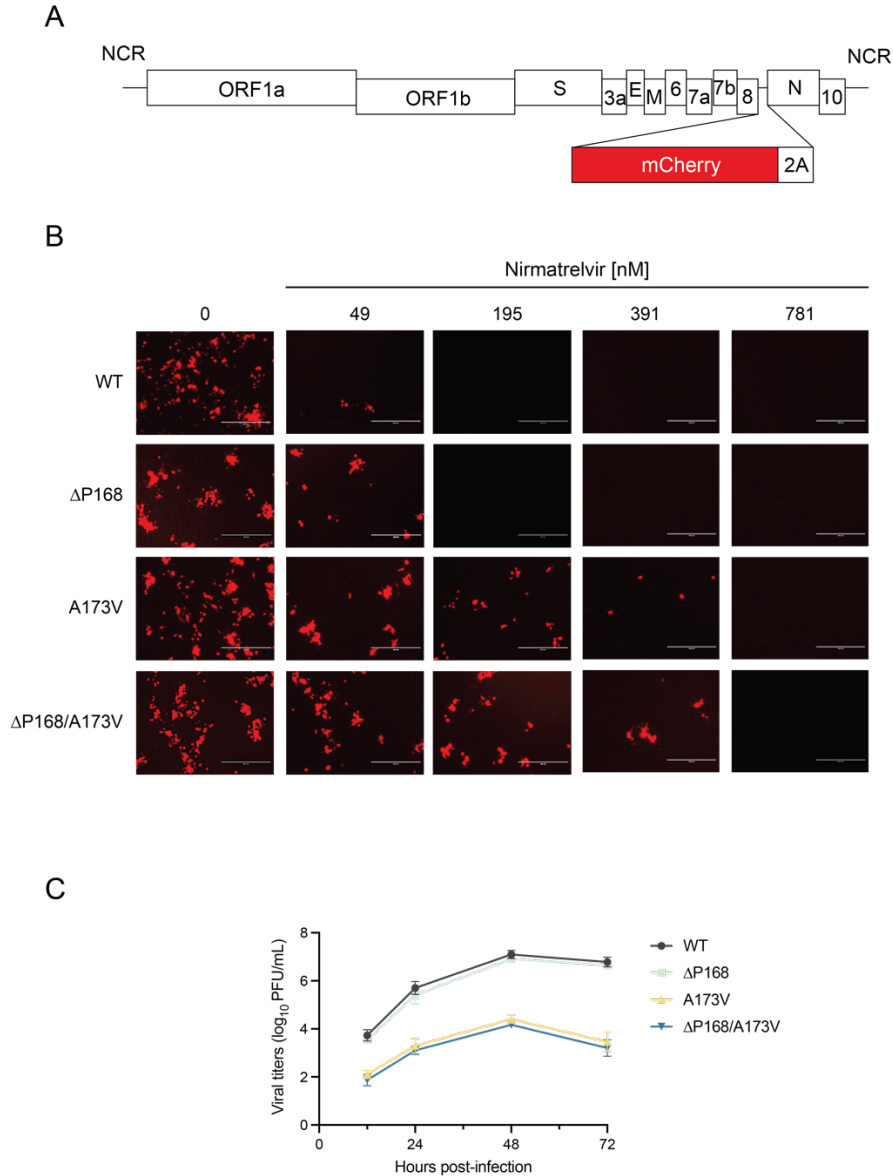 A
NCR
NCR
ORF1a
ORF1b
S
3a
E
M
6
7a
7b
8
N
10
mCherry
2A
B
Nirmatrelvir [nM]
0
49
195
391
781
WT
ΔP168
A173V
ΔP168/A173V
C
Viral titers (log10 PFU/mL)
8
6
4
2
0
0
24
48
72
Hours post-infection
WT
ΔP168
A173V
ΔP168/A173V